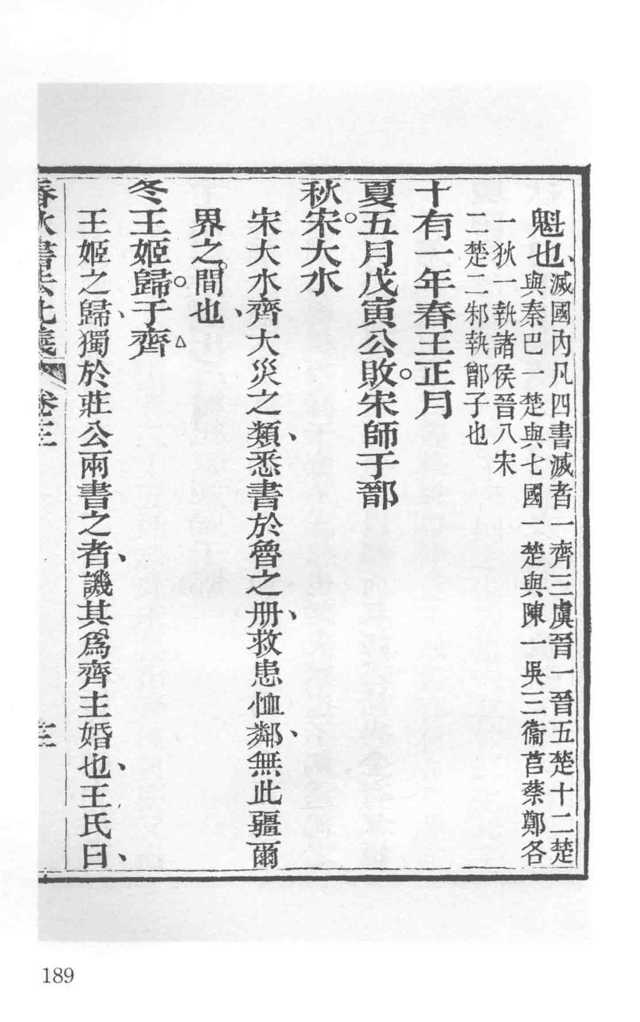 魁也
滅國內凡四書滅者一齊三虞晉一晉五楚十二楚
與秦巴一楚與七國一楚與陳一吳三衞莒蔡鄭各
一狄一執諸侯晉八宋
二楚二邾執鄫子也
十有一年春王正月
夏五月戊寅公敗宋師于鄑
秋宋大水
宋大水齊大災之類悉書於魯之册救患恤鄰無此疆爾
界之間也
冬王姬歸于齊
王姬之歸獨於莊公兩書之者譏其爲齊主婚也王氏曰
春秋書法比義 卷三
三
189